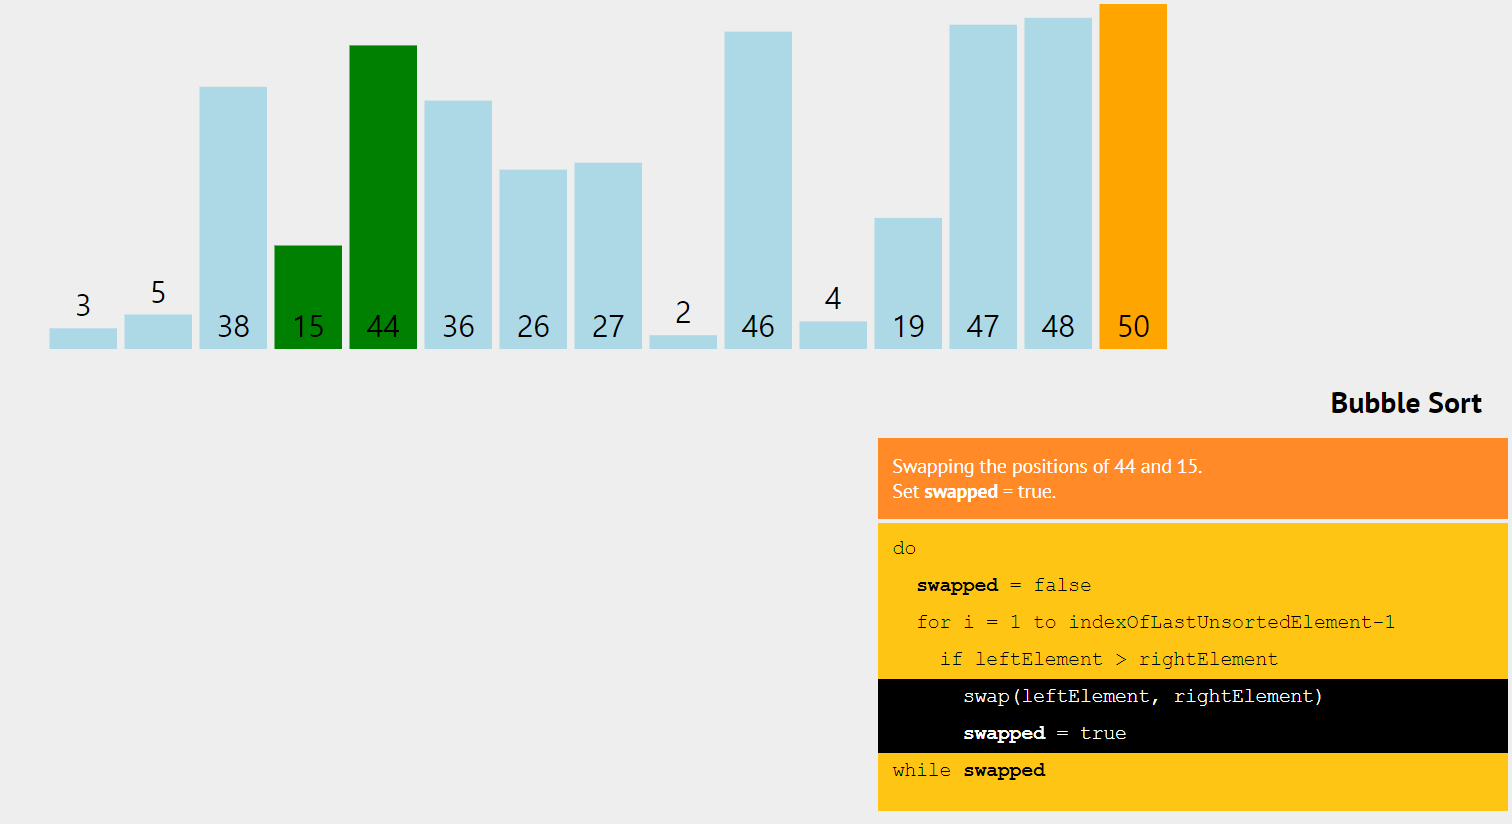 3 5 38 15 44 36 26 27 2 46 4 19 47 48 50
Bubble Sort
Swapping the positions of 44 and 15.
Set swapped = true.
do
swapped = false
for i = 1 to indexOfLastUnsortedElement-1
if leftElement > rightElement
swap(leftElement, rightElement)
swapped = true
while swapped